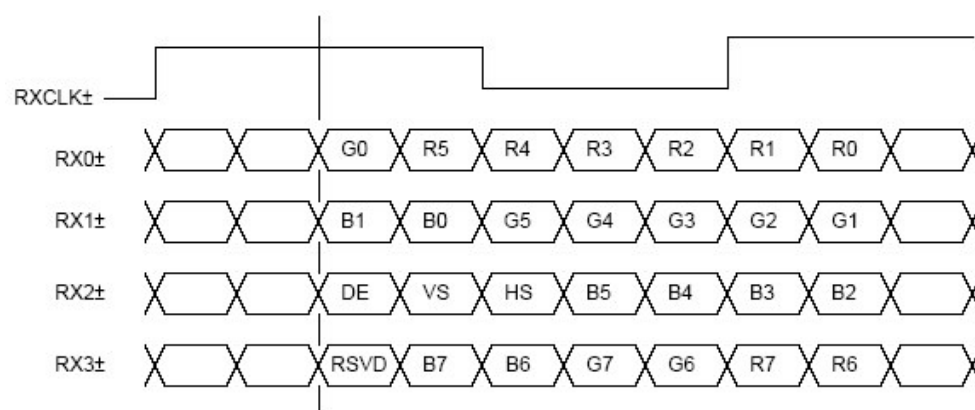 RXCLK±
RX0± G0 R5 R4 R3 R2 R1 R0
RX1± B1 B0 G5 G4 G3 G2 G1
RX2± DE VS HS B5 B4 B3 B2
RX3± RSVD B7 B6 G7 G6 R7 R6